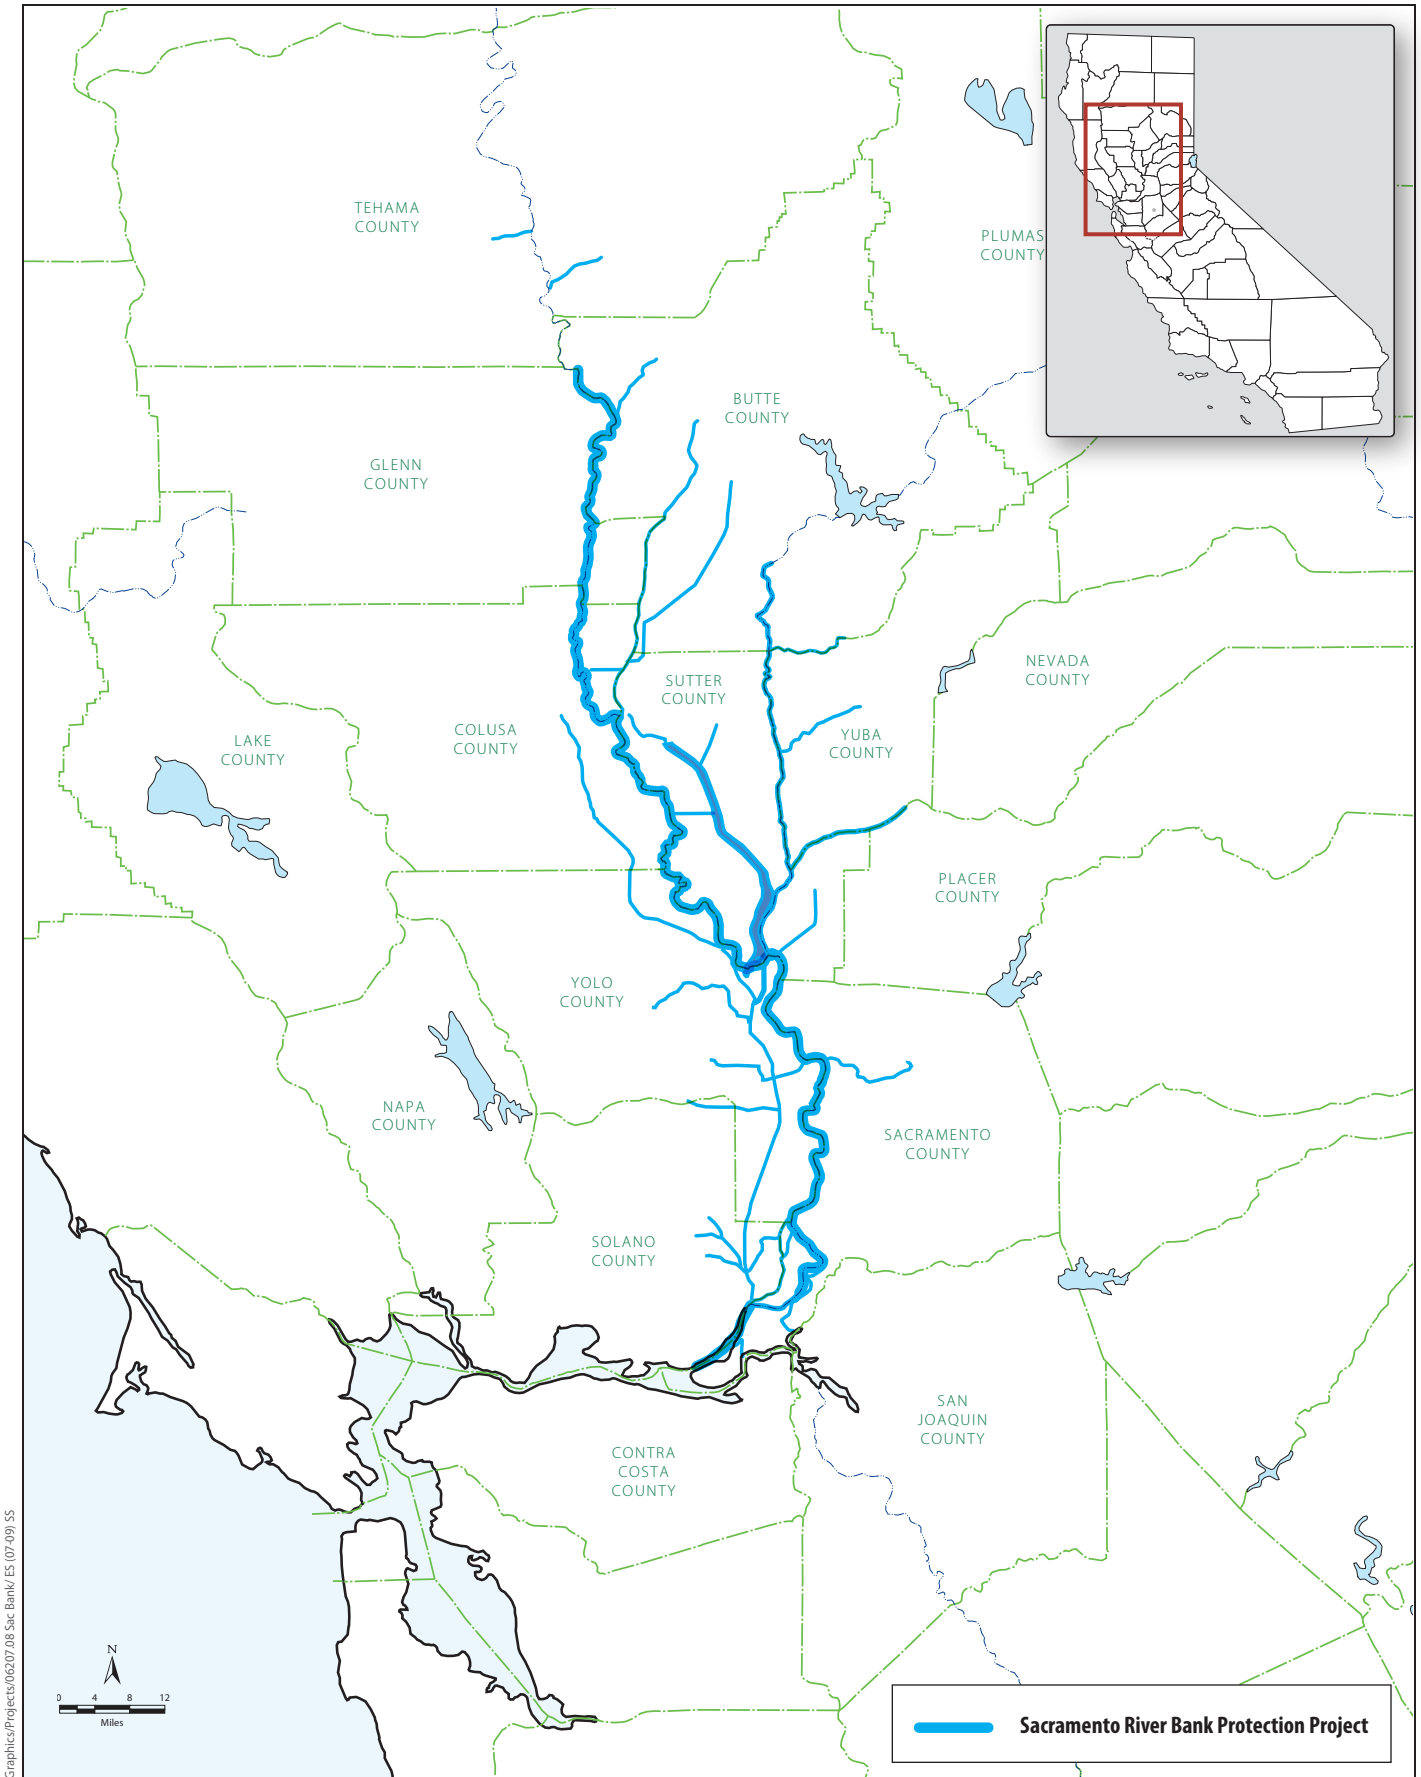 TEHAMA
COUNTY
PLUMAS
COUNTY
BUTTE
COUNTY
GLENN
COUNTY
SUTTER
COUNTY
NEVADA
COUNTY
COLUSA
COUNTY
YUBA
COUNTY
LAKE
COUNTY
PLACER
COUNTY
YOLO
COUNTY
NAPA
COUNTY
SACRAMENTO
COUNTY
SOLANO
COUNTY
SAN
JOAQUIN
COUNTY
CONTRA
COSTA
COUNTY
N
0 4 8 12
Miles
Sacramento River Bank Protection Project
Graphics/Projects/06207.08 Sac Bank/ ES (07-09) SS